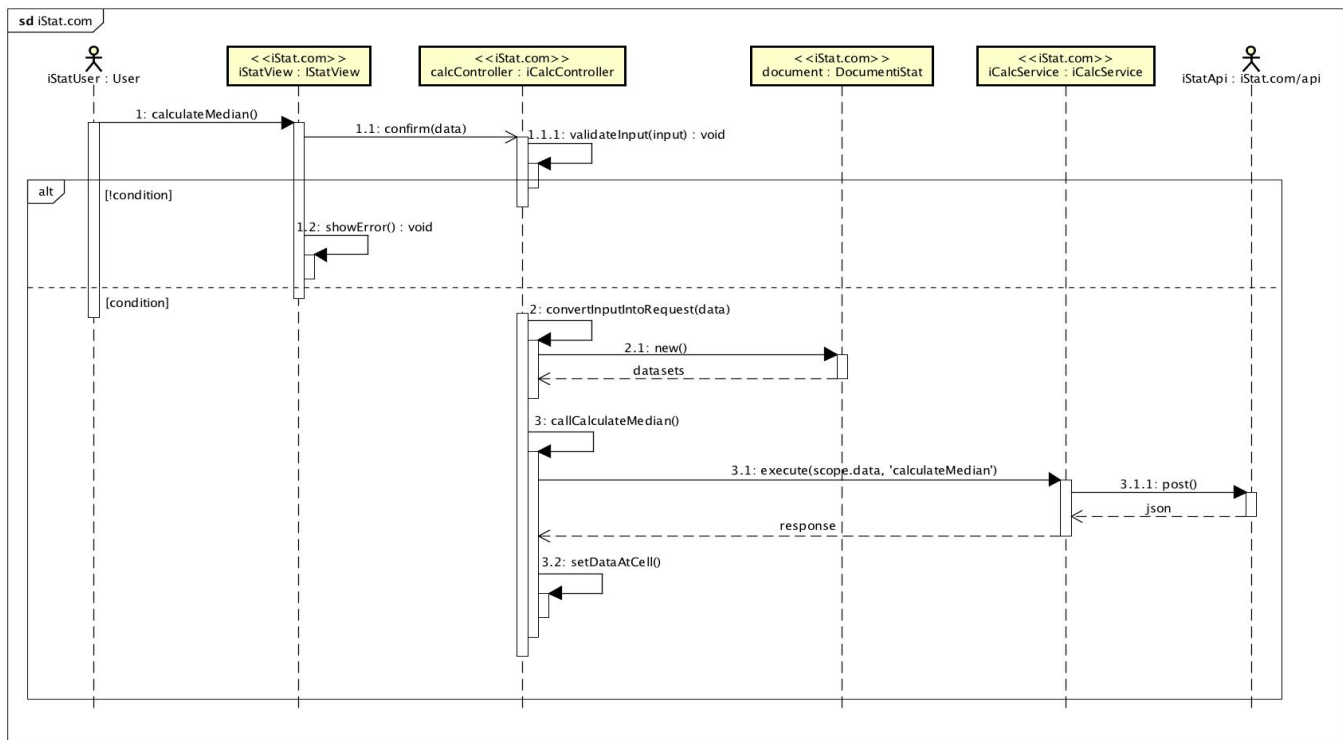 sd iStat.com
iStatUser : User
<<iStat.com>>
iStatView : IStatView
<<iStat.com>>
calcController : iCalcController
<<iStat.com>>
document : DocumentiStat
<<iStat.com>>
iCalcService : iCalcService
iStatApi : iStat.com/api
1: calculateMedian()
1.1: confirm(data)
1.1.1: validateInput(input) : void
alt
[!condition]
1.2: showError() : void
[condition]
2: convertInputIntoRequest(data)
2.1: new()
datasets
3: callCalculateMedian()
3.1: execute(scope.data, 'calculateMedian')
3.1.1: post()
json
response
3.2: setDataAtCell()